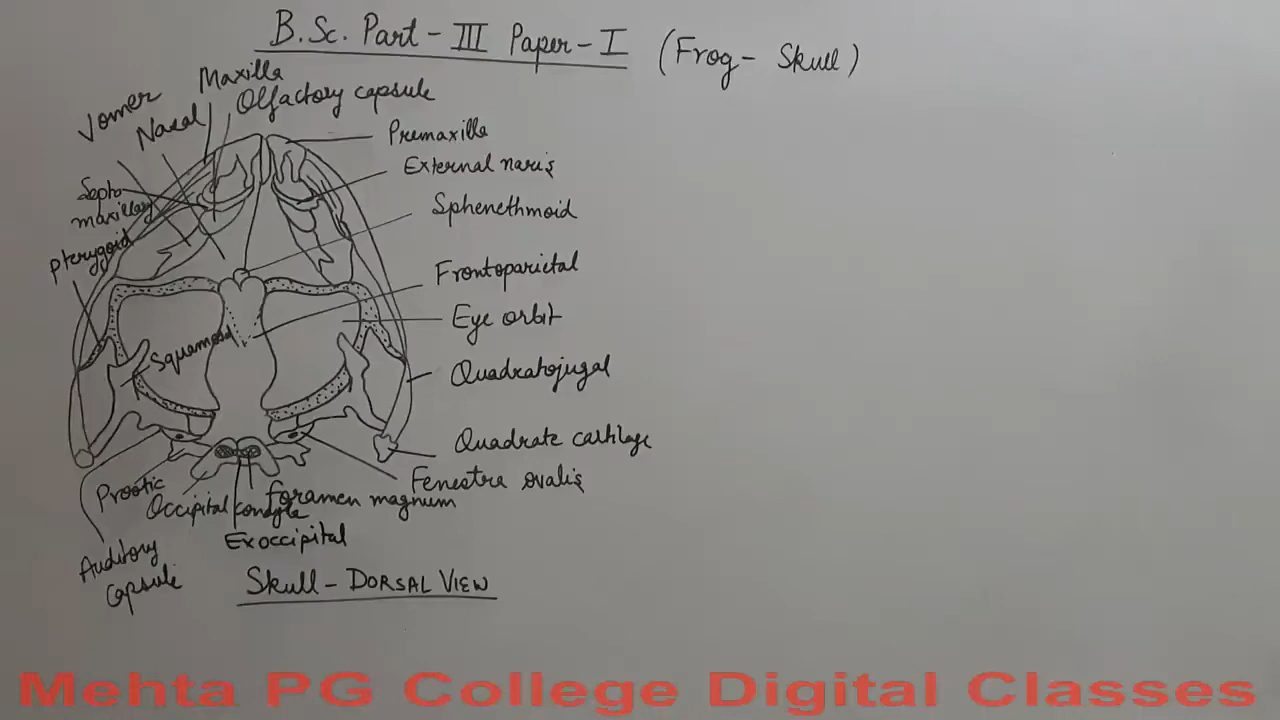 B.Sc. Part - III Paper - I (Frog - Skull)
Maxilla
Olfactory capsule
Vomer
Nasal
Premaxilla
External naris
Septo
maxillary
Sphenethmoid
pterygoid
Frontoparietal
Eye orbit
Squamosal
Quadratojugal
Quadrate cartilage
Fenestra ovalis
Prootic
Foramen magnum
Occipital condyle
Exoccipital
Auditory
Capsule
Skull - DORSAL VIEW
Mehta PG College Digital Classes